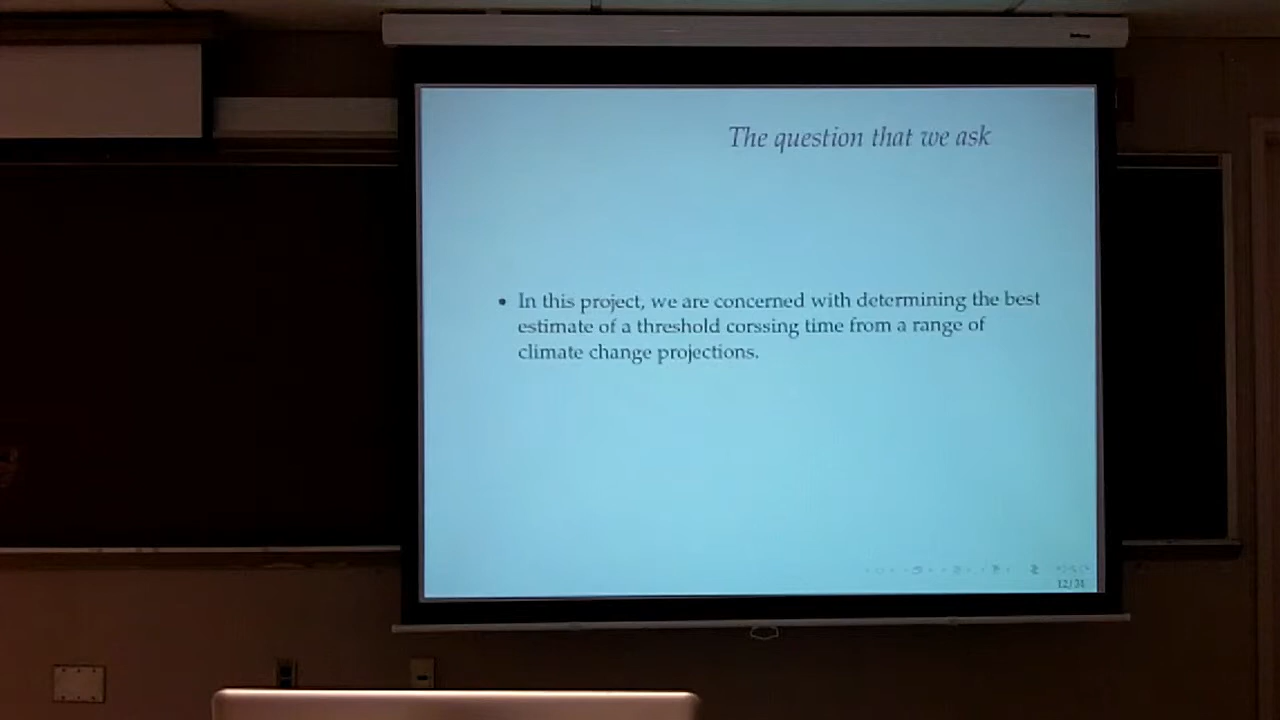 The question that we ask
• In this project, we are concerned with determining the best
estimate of a threshold corssing time from a range of
climate change projections.
12/31